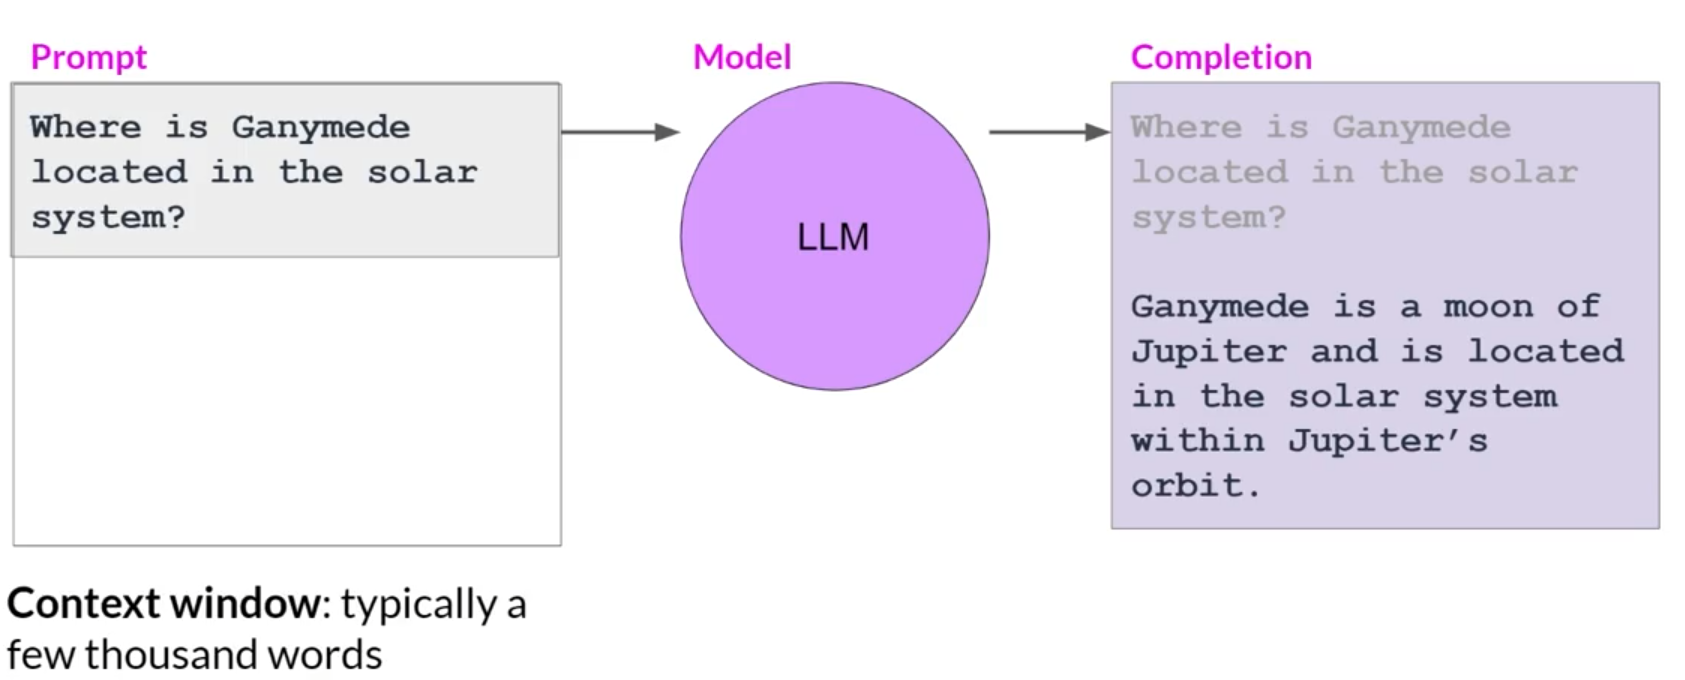 Prompt
Where is Ganymede
located in the solar
system?
Context window: typically a
few thousand words
Model
LLM
Completion
Where is Ganymede
located in the solar
system?
Ganymede is a moon of
Jupiter and is located
in the solar system
within Jupiter’s
orbit.